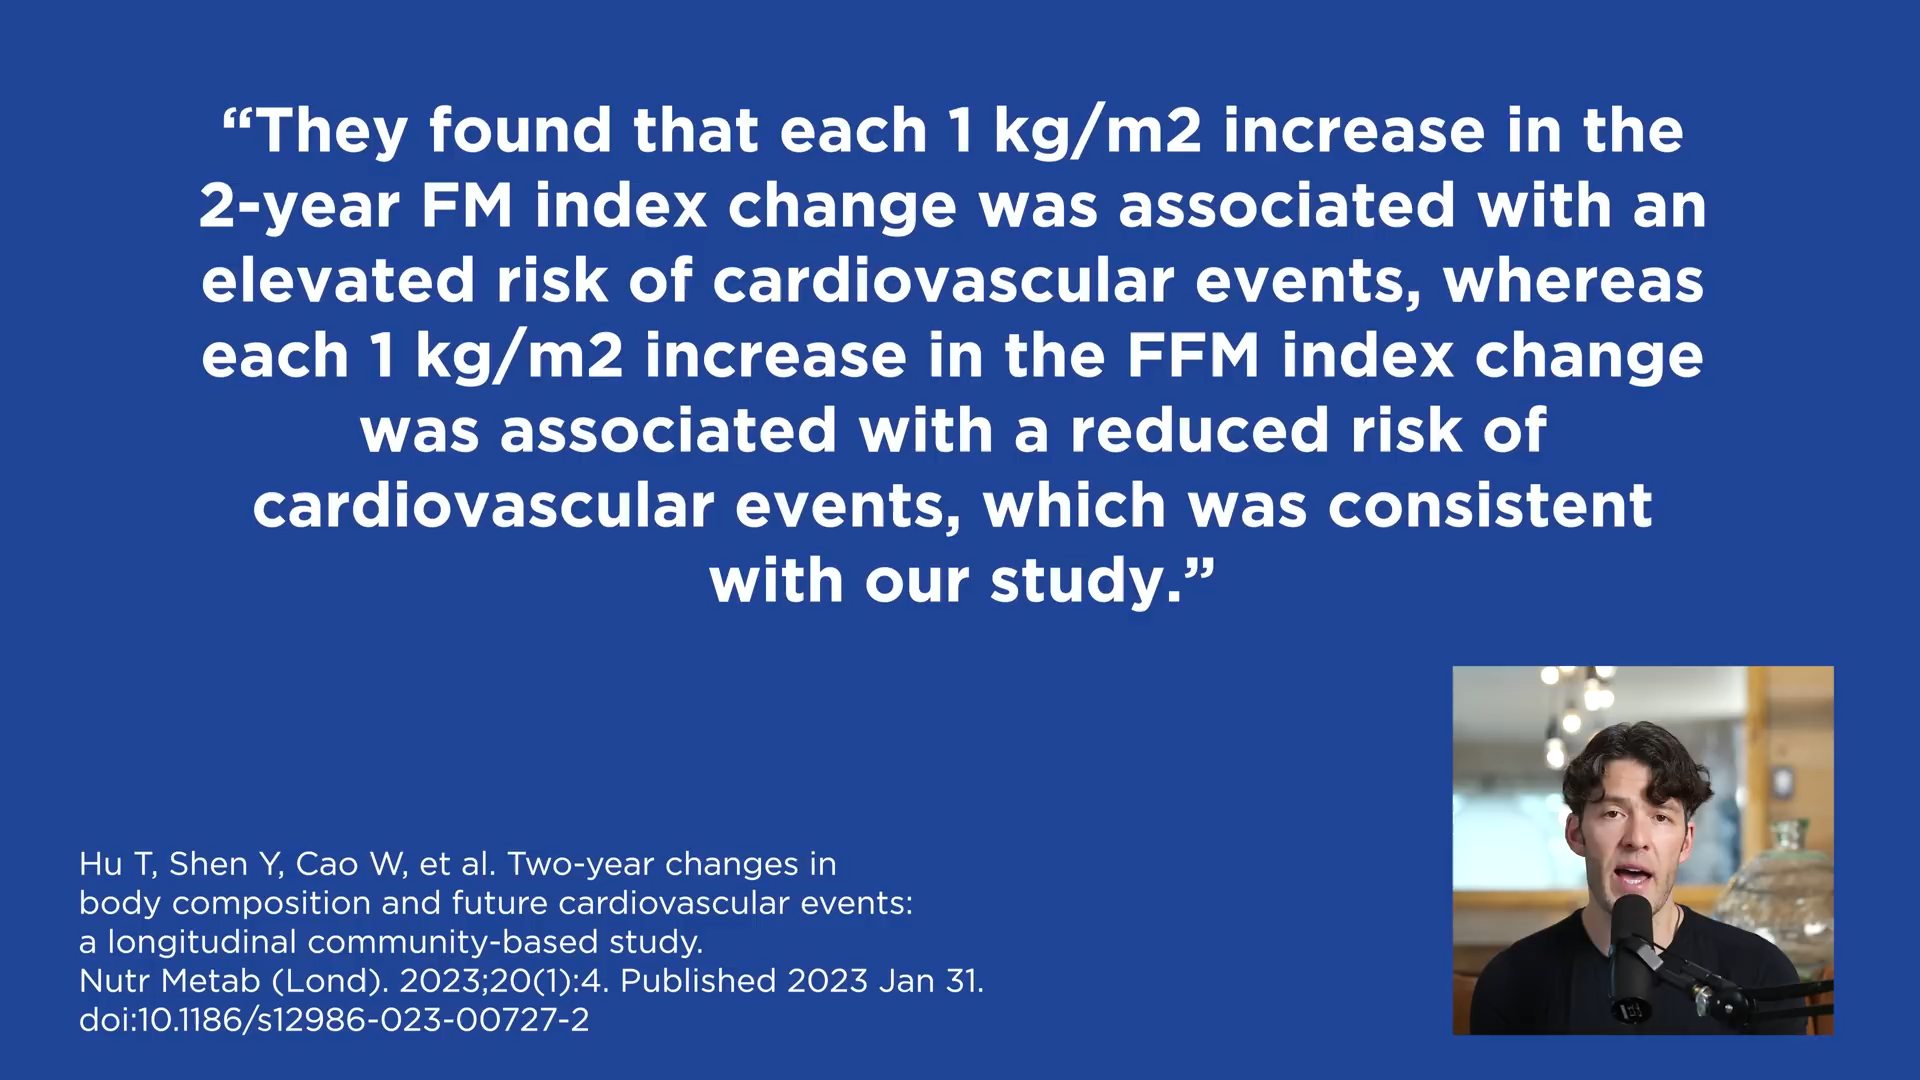 “They found that each 1 kg/m2 increase in the
2-year FM index change was associated with an
elevated risk of cardiovascular events, whereas
each 1 kg/m2 increase in the FFM index change
was associated with a reduced risk of
cardiovascular events, which was consistent
with our study.”
Hu T, Shen Y, Cao W, et al. Two-year changes in
body composition and future cardiovascular events:
a longitudinal community-based study.
Nutr Metab (Lond). 2023;20(1):4. Published 2023 Jan 31.
doi:10.1186/s12986-023-00727-2